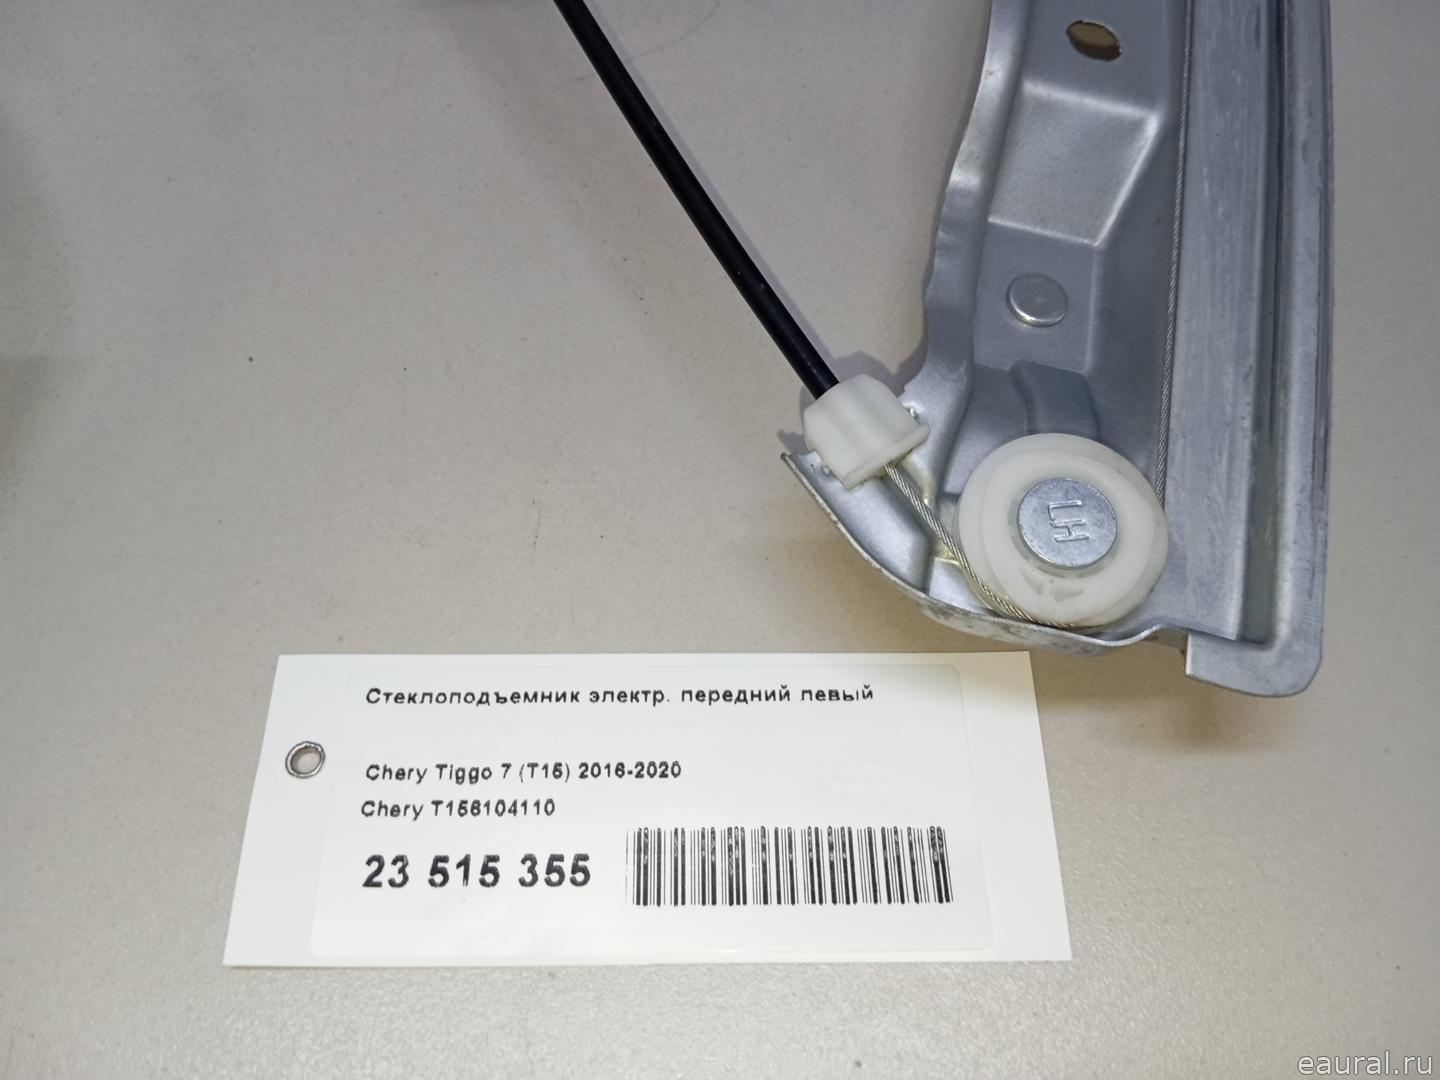 LH
Стеклоподъемник электр. передний левый
Chery Tiggo 7 (T15) 2016-2020
Chery T156104110
23 515 355
eaural.ru